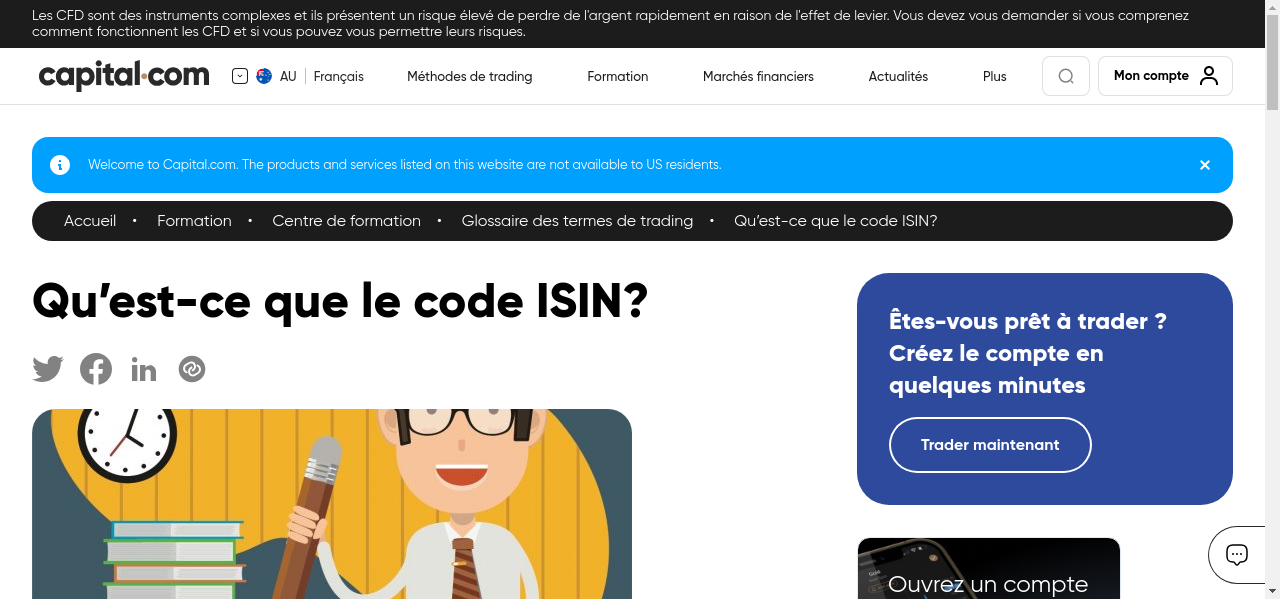 Les CFD sont des instruments complexes et ils présentent un risque élevé de perdre de l'argent rapidement en raison de l'effet de levier. Vous devez vous demander si vous comprenez
comment fonctionnent les CFD et si vous pouvez vous permettre leurs risques.
capital.com AU Français Méthodes de trading Formation Marchés financiers Actualités Plus Mon compte
Welcome to Capital.com. The products and services listed on this website are not available to US residents.
Accueil • Formation • Centre de formation • Glossaire des termes de trading • Qu’est-ce que le code ISIN?
Qu’est-ce que le code ISIN?
Êtes-vous prêt à trader ?
Créez le compte en
quelques minutes
Trader maintenant
Ouvrez un compte